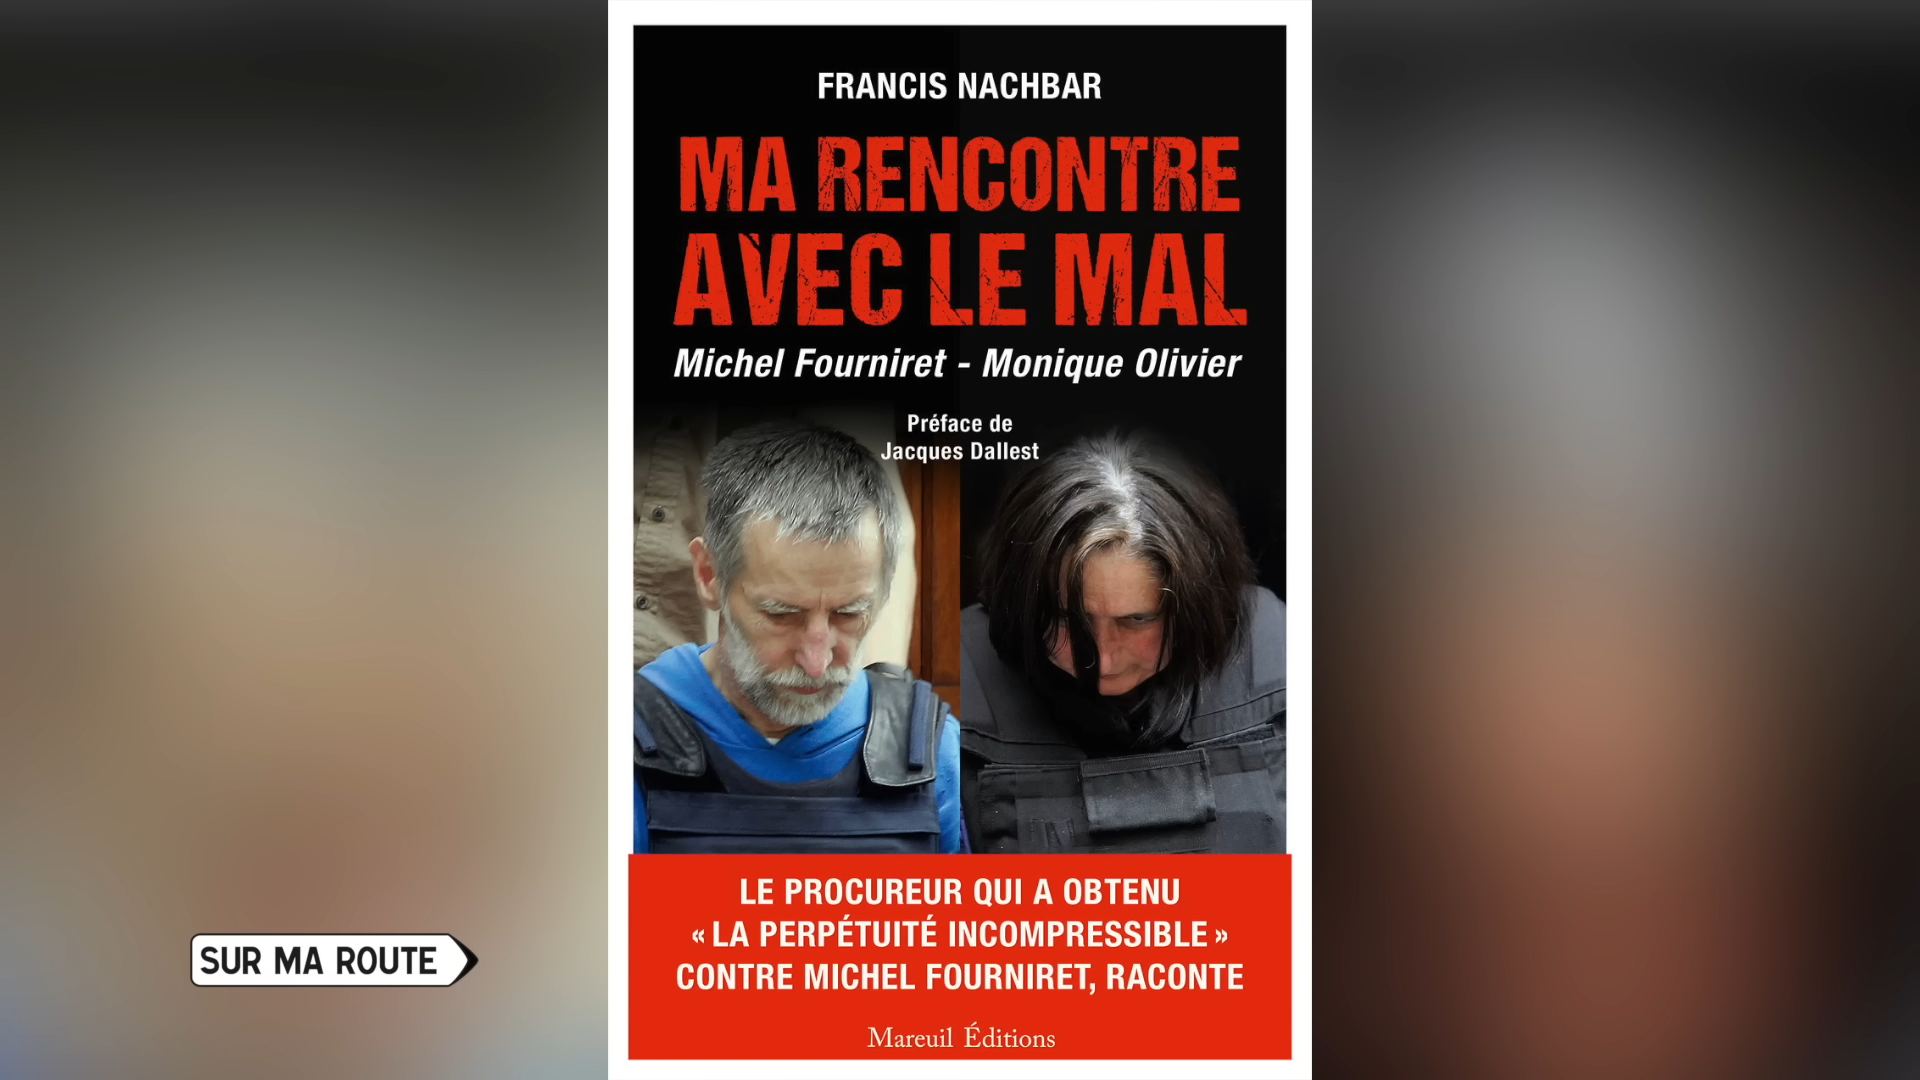 FRANCIS NACHBAR
MA RENCONTRE
AVEC LE MAL
Michel Fourniret - Monique Olivier
Préface de
Jacques Dallest
LE PROCUREUR QUI A OBTENU
« LA PERPÉTUITÉ INCOMPRESSIBLE »
CONTRE MICHEL FOURNIRET, RACONTE
Mareuil Éditions
SUR MA ROUTE